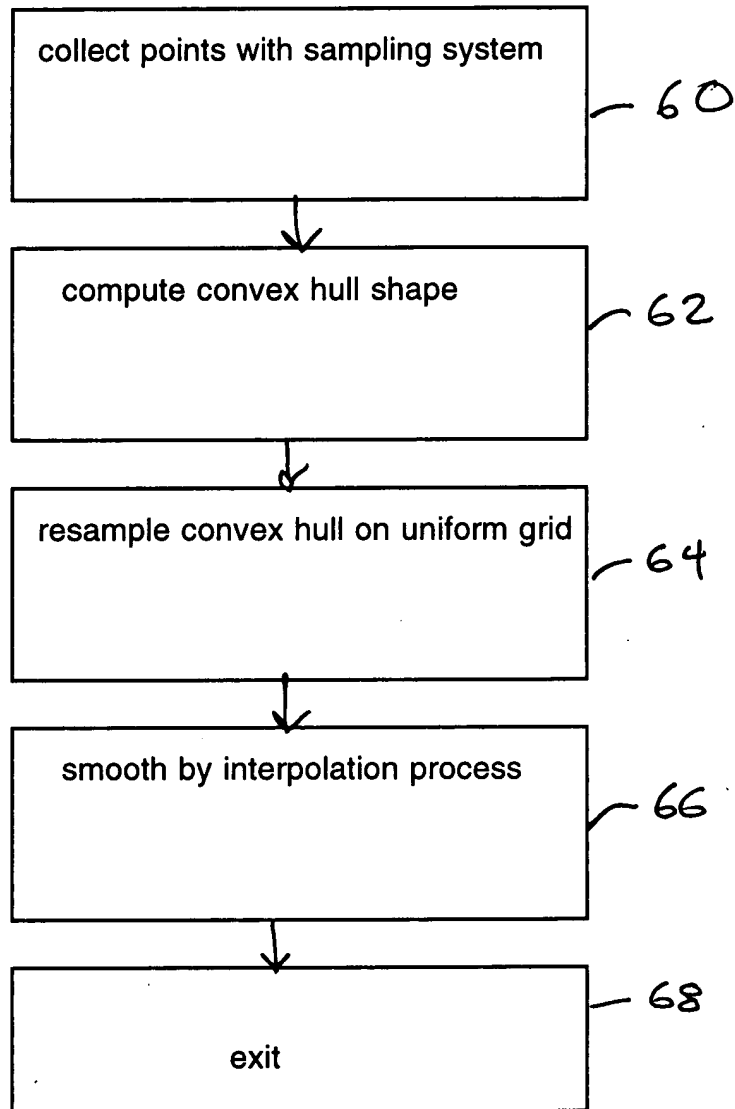 collect points with sampling system
60
compute convex hull shape
62
resample convex hull on uniform grid
64
smooth by interpolation process
66
exit
68